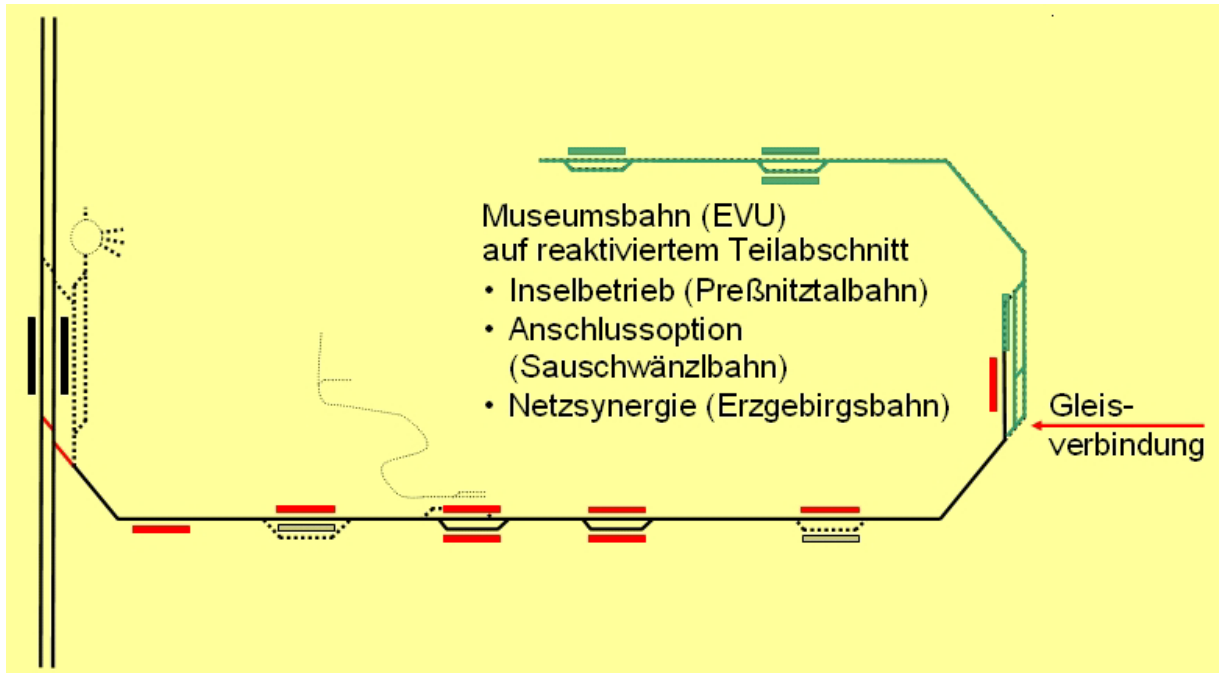 Museumsbahn (EVU)
auf reaktiviertem Teilabschnitt
• Inselbetrieb (Preßnitztalbahn)
• Anschlussoption
(Sauschwänzlbahn)
• Netzsynergie (Erzgebirgsbahn)
Gleis-
verbindung